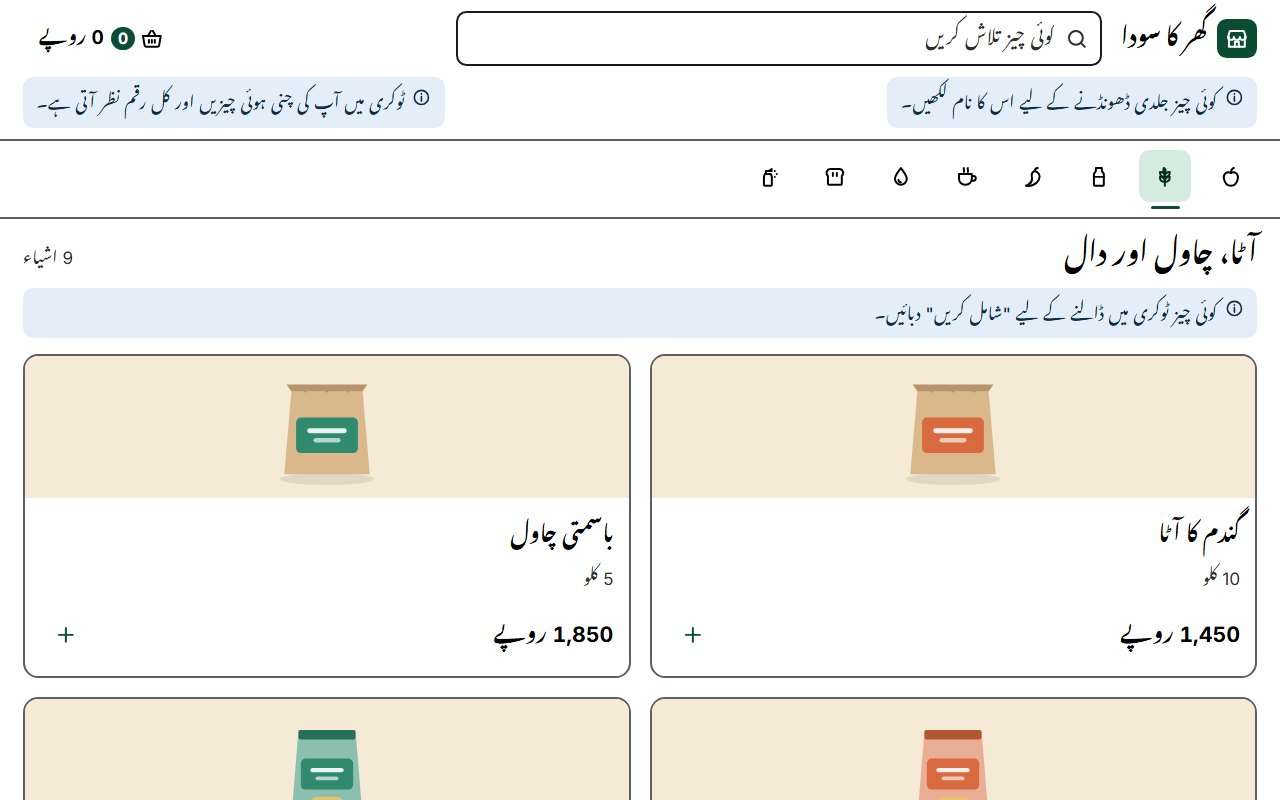 گھر کا سودا
کوئی چیز تلاش کریں
0 0 روپے
کوئی چیز جلدی ڈھونڈنے کے لیے اس کا نام لکھیں۔
ٹوکری میں آپ کی چنی ہوئی چیزیں اور کل رقم نظر آتی ہے۔
آٹا، چاول اور دال
9 اشیاء
کوئی چیز ٹوکری میں ڈالنے کے لیے "شامل کریں" دبائیں۔
گندم کا آٹا
10 کلو
1,450 روپے
باسمتی چاول
5 کلو
1,850 روپے